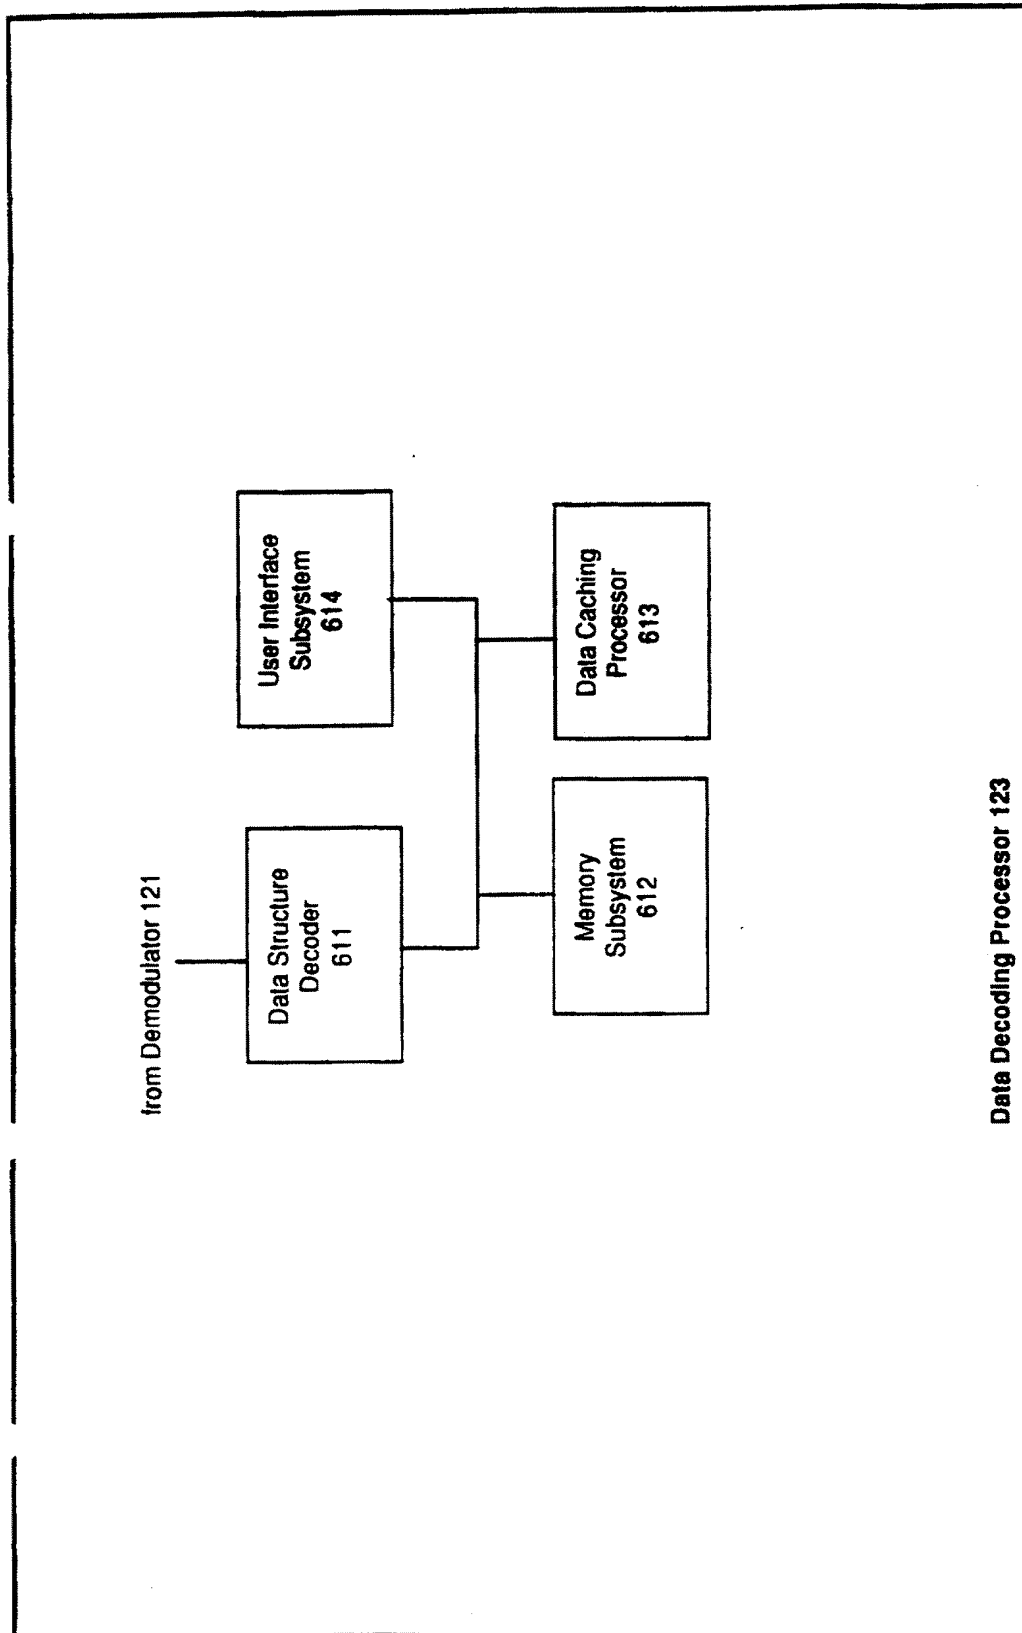 from Demodulator 121
Data Structure
Decoder
611
User Interface
Subsystem
614
Memory
Subsystem
612
Data Caching
Processor
613
Data Decoding Processor 123